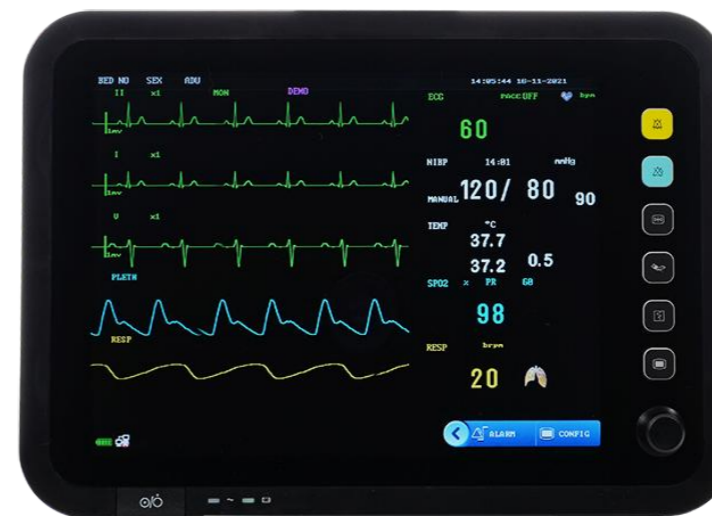 BED NO SEX ADU 14:05:44 16-11-2021
II x1 MON DEMO
ECG PACE:OFF bpm
1mv
60
I x1
NIBP 14:01 mmHg
1mv
MANUAL 120/ 80 90
x1
TEMP °C
37.7
1mv
37.2 0.5
PLETH
SPO2 PR 60
98
RESP
RESP brpm
20
ALARM CONFIG